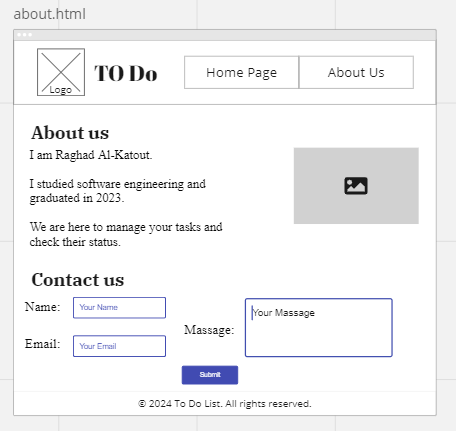 about.html
Logo
TO Do
Home Page
About Us
About us
I am Raghad Al-Katout.
I studied software engineering and
graduated in 2023.
We are here to manage your tasks and
check their status.
Contact us
Name:
Your Name
Email:
Your Email
Massage:
Your Massage
Submit
© 2024 To Do List. All rights reserved.